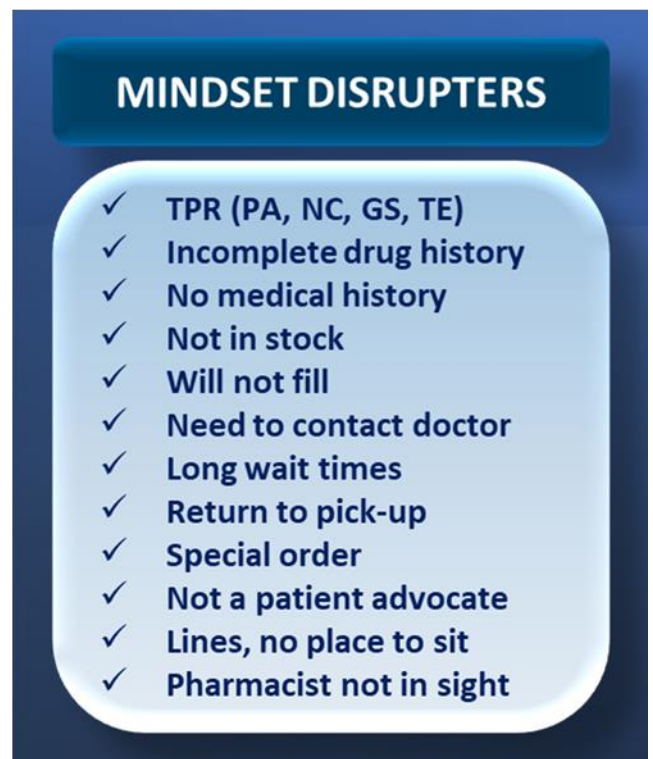 MINDSET DISRUPTERS
✓ TPR (PA, NC, GS, TE)
✓ Incomplete drug history
✓ No medical history
✓ Not in stock
✓ Will not fill
✓ Need to contact doctor
✓ Long wait times
✓ Return to pick-up
✓ Special order
✓ Not a patient advocate
✓ Lines, no place to sit
✓ Pharmacist not in sight